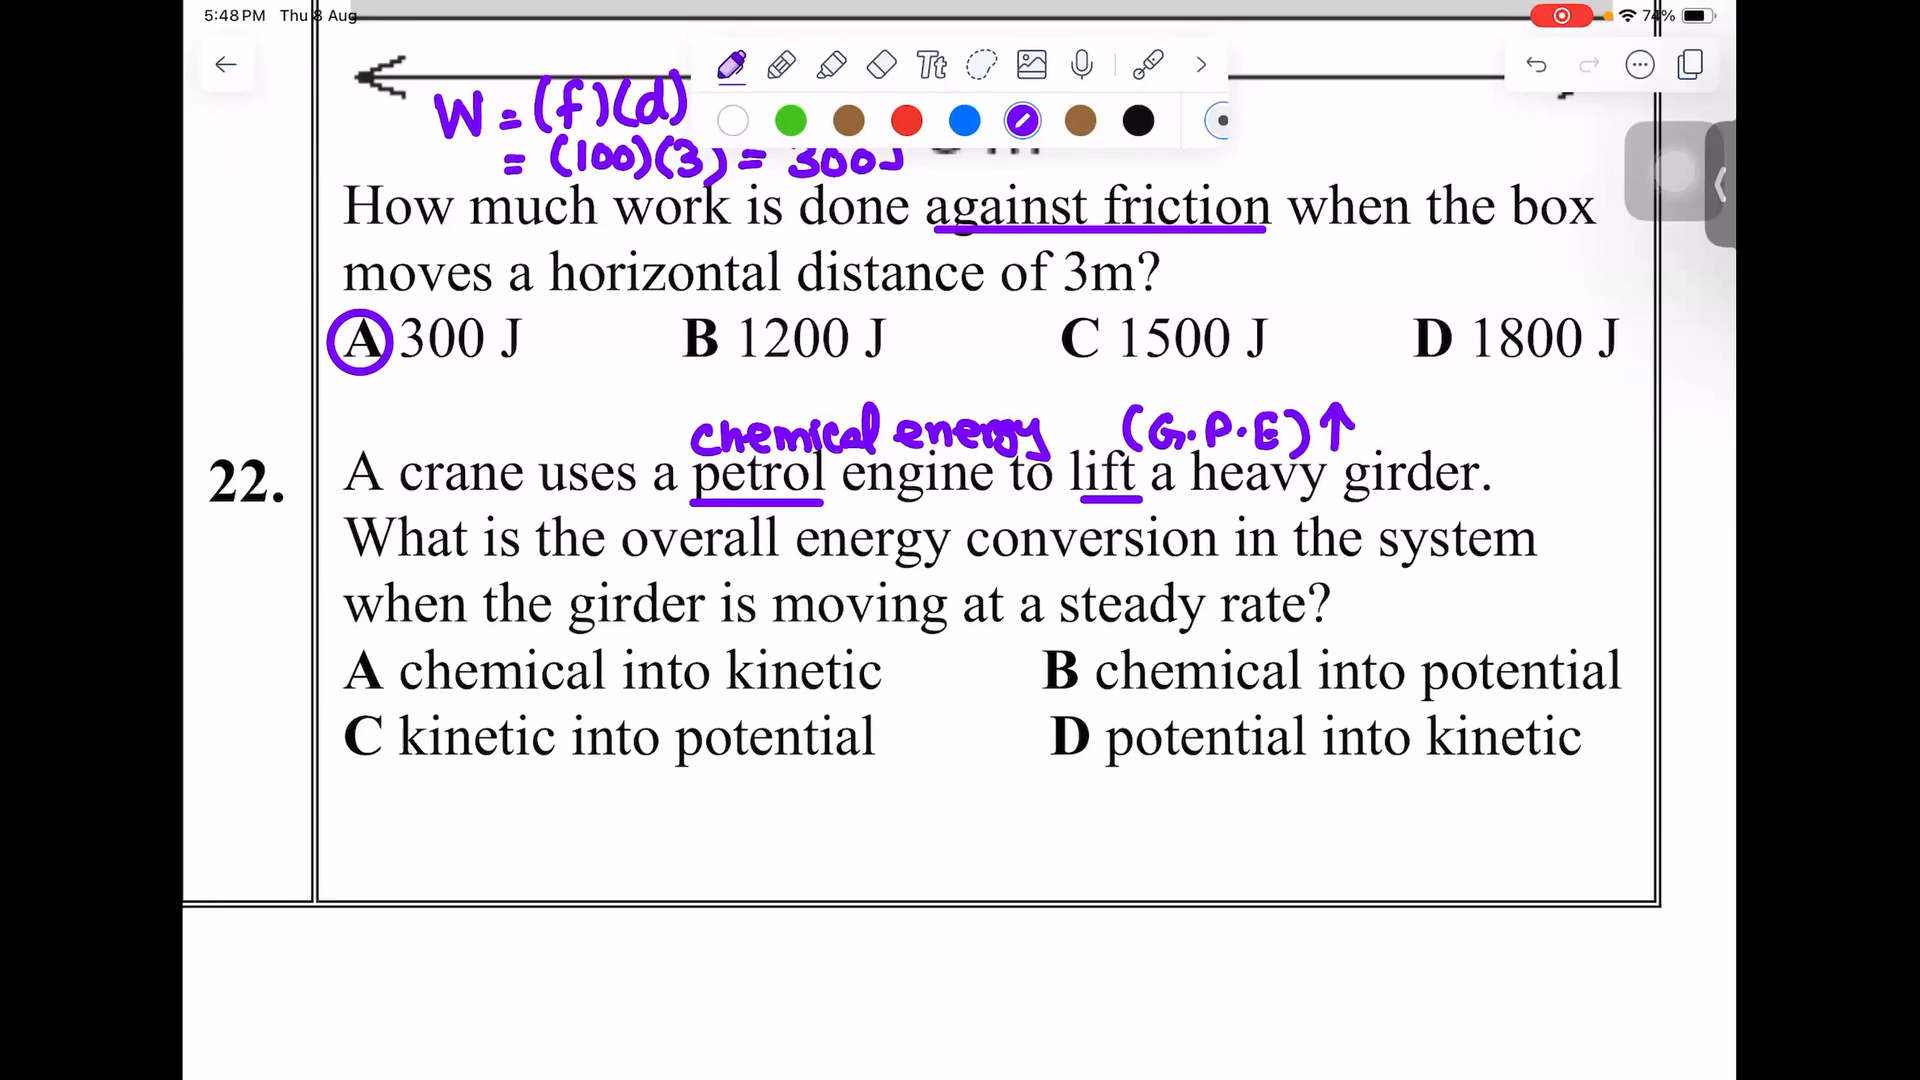 5:48 PM Thu 8 Aug
74%
Tt
W = (f)(d)
= (100)(3) = 300J
How much work is done against friction when the box
moves a horizontal distance of 3m?
A 300 J B 1200 J C 1500 J D 1800 J
chemical energy (G.P.E) ↑
22. A crane uses a petrol engine to lift a heavy girder.
What is the overall energy conversion in the system
when the girder is moving at a steady rate?
A chemical into kinetic B chemical into potential
C kinetic into potential D potential into kinetic